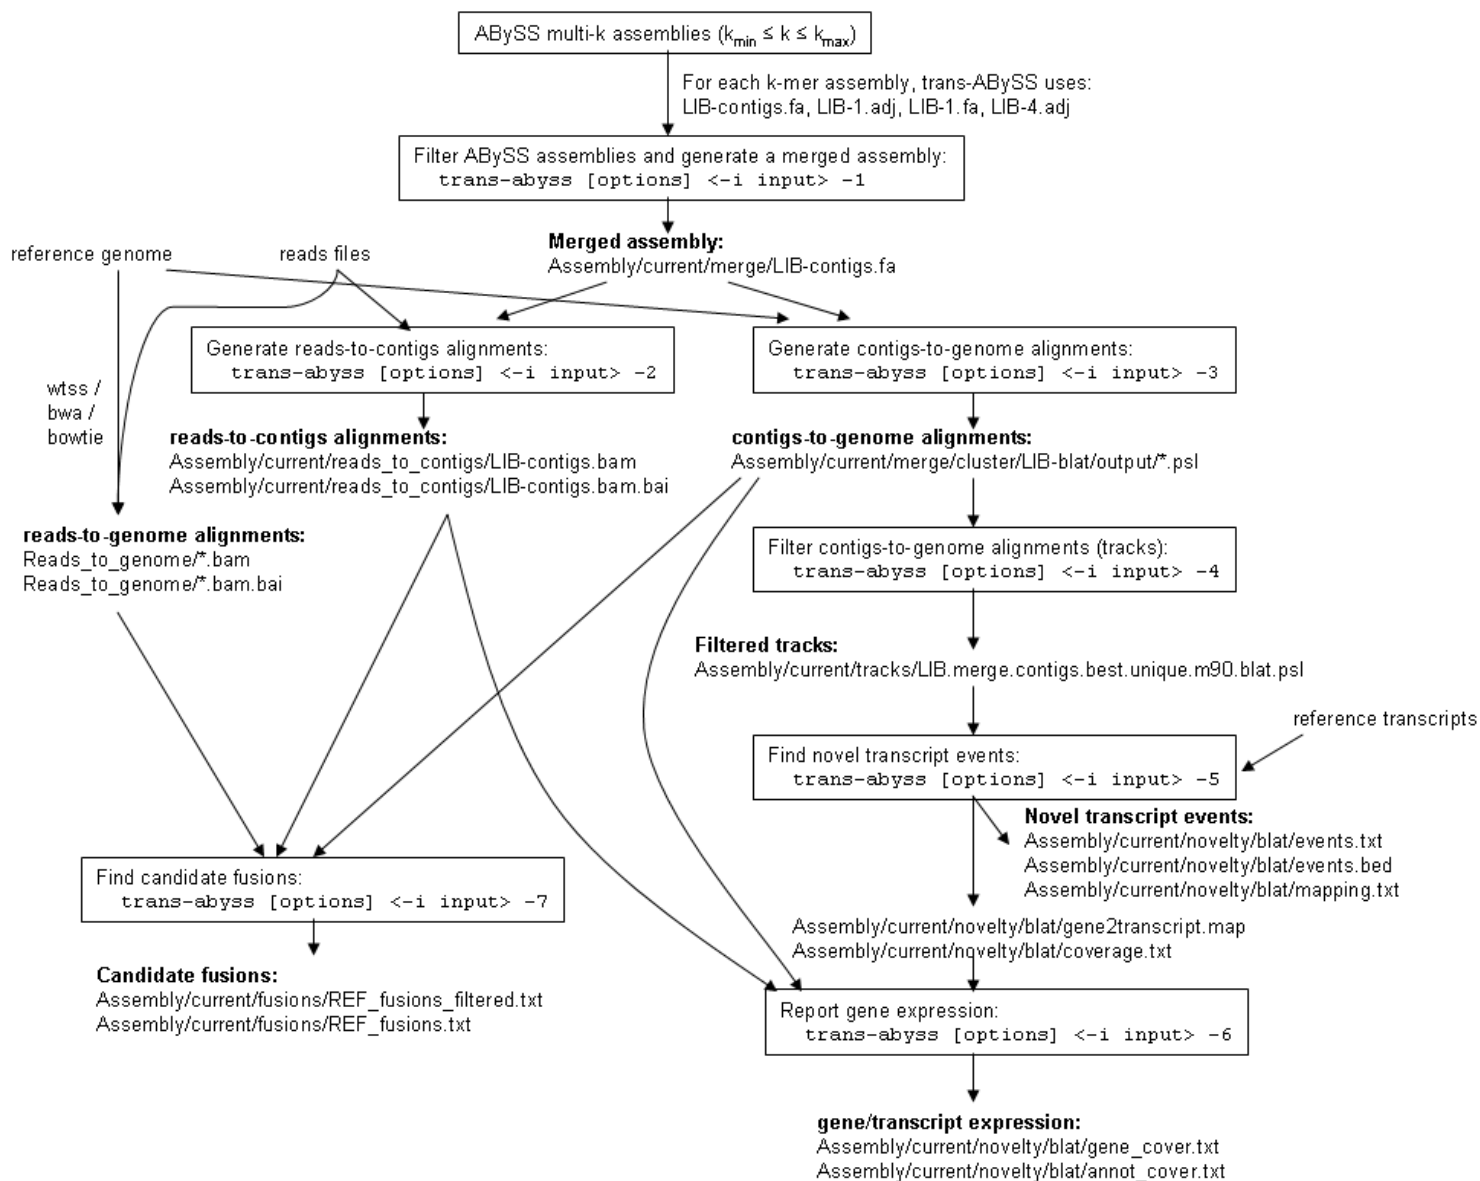 ABySS multi-k assemblies (kmin ≤ k ≤ kmax)
For each k-mer assembly, trans-ABySS uses:
LIB-contigs.fa, LIB-1.adj, LIB-1.fa, LIB-4.adj
Filter ABySS assemblies and generate a merged assembly:
trans-abyss [options] <-i input> -1
reference genome
reads files
Merged assembly:
Assembly/current/merge/LIB-contigs.fa
Generate reads-to-contigs alignments:
trans-abyss [options] <-i input> -2
Generate contigs-to-genome alignments:
trans-abyss [options] <-i input> -3
wtss /
bwa /
bowtie
reads-to-contigs alignments:
Assembly/current/reads_to_contigs/LIB-contigs.bam
Assembly/current/reads_to_contigs/LIB-contigs.bam.bai
contigs-to-genome alignments:
Assembly/current/merge/cluster/LIB-blat/output/*.psl
reads-to-genome alignments:
Reads_to_genome/*.bam
Reads_to_genome/*.bam.bai
Filter contigs-to-genome alignments (tracks):
trans-abyss [options] <-i input> -4
Filtered tracks:
Assembly/current/tracks/LIB.merge.contigs.best.unique.m90.blat.psl
reference transcripts
Find novel transcript events:
trans-abyss [options] <-i input> -5
Novel transcript events:
Assembly/current/novelty/blat/events.txt
Assembly/current/novelty/blat/events.bed
Assembly/current/novelty/blat/mapping.txt
Find candidate fusions:
trans-abyss [options] <-i input> -7
Assembly/current/novelty/blat/gene2transcript.map
Assembly/current/novelty/blat/coverage.txt
Candidate fusions:
Assembly/current/fusions/REF_fusions_filtered.txt
Assembly/current/fusions/REF_fusions.txt
Report gene expression:
trans-abyss [options] <-i input> -6
gene/transcript expression:
Assembly/current/novelty/blat/gene_cover.txt
Assembly/current/novelty/blat/annot_cover.txt